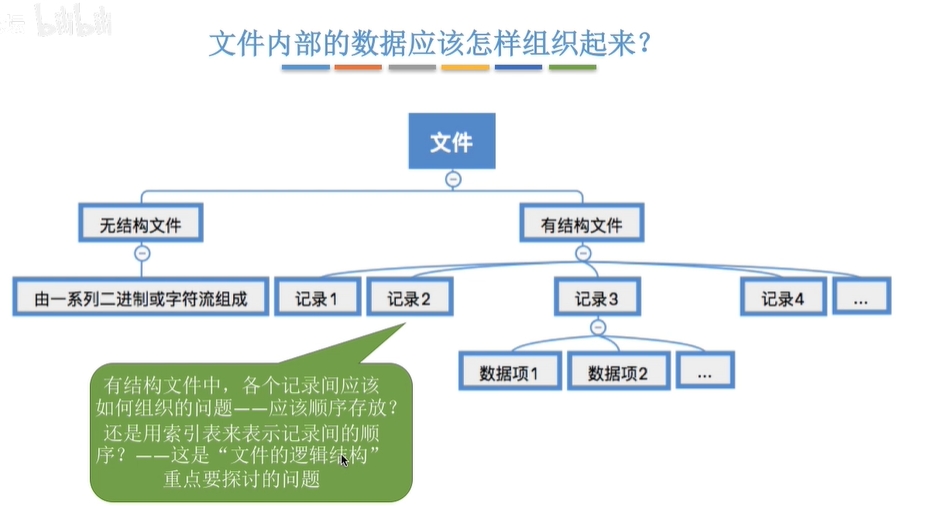 bilibili
文件内部的数据应该怎样组织起来?
文件
无结构文件
有结构文件
由一系列二进制或字符流组成
记录1
记录2
记录3
记录4
...
数据项1
数据项2
...
有结构文件中，各个记录间应该
如何组织的问题——应该顺序存放?
还是用索引表来表示记录间的顺
序?——这是“文件的逻辑结构”
重点要探讨的问题